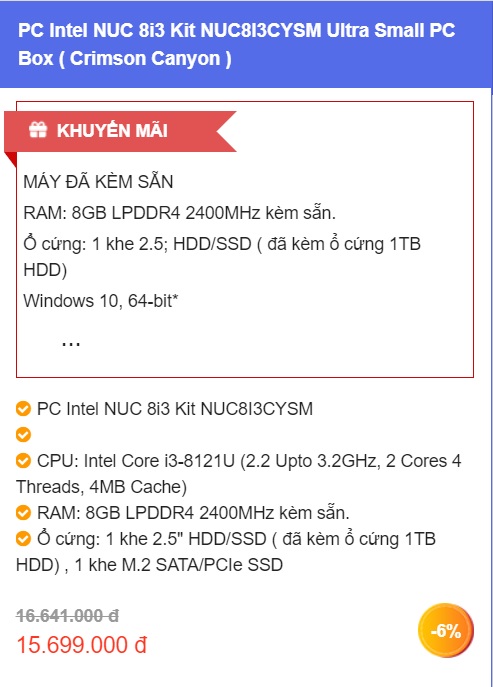 PC Intel NUC 8i3 Kit NUC8I3CYSM Ultra Small PC
Box ( Crimson Canyon )
KHUYẾN MÃI
MÁY ĐÃ KÈM SẴN
RAM: 8GB LPDDR4 2400MHz kèm sẵn.
Ổ cứng: 1 khe 2.5; HDD/SSD ( đã kèm ổ cứng 1TB
HDD)
Windows 10, 64-bit*
...
PC Intel NUC 8i3 Kit NUC8I3CYSM
CPU: Intel Core i3-8121U (2.2 Upto 3.2GHz, 2 Cores 4
Threads, 4MB Cache)
RAM: 8GB LPDDR4 2400MHz kèm sẵn.
Ổ cứng: 1 khe 2.5" HDD/SSD ( đã kèm ổ cứng 1TB
HDD) , 1 khe M.2 SATA/PCIe SSD
16.641.000 đ
15.699.000 đ
-6%